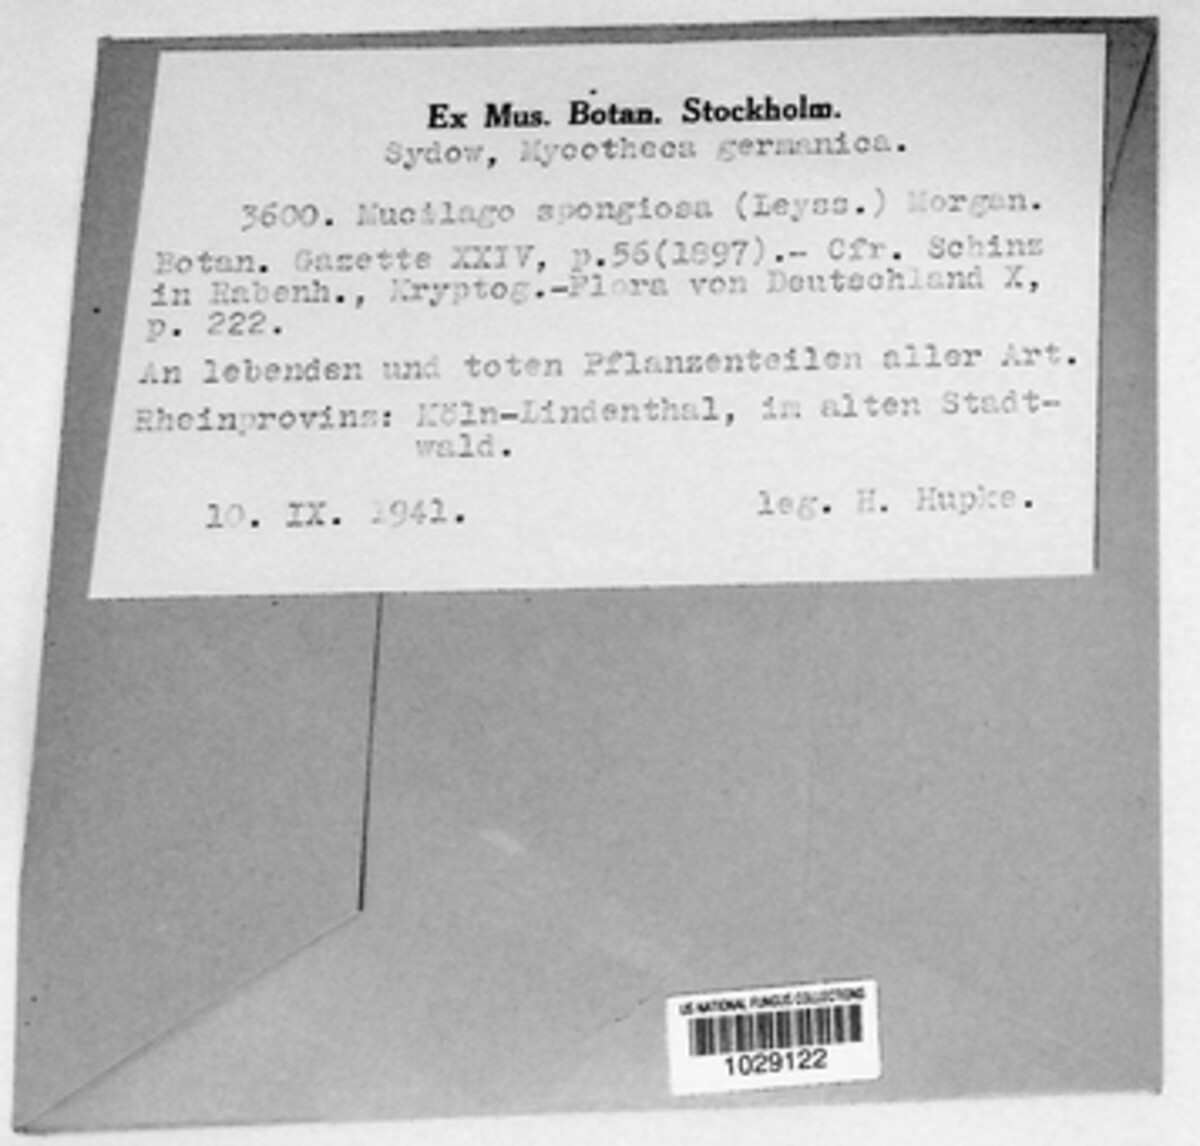 Ex Mus. Botan. Stockholm.
Sydow, Mycotheca germanica.
3600. Mucilago spongiosa (Leyss.) Morgan.
Botan. Gazette XXIV, p.56(1897).- Cfr. Schinz
in Rabenh., Kryptog.-Flora von Deutschland X,
p. 222.
An lebenden und toten Pflanzenteilen aller Art.
Rheinprovinz: Köln-Lindenthal, im alten Stadt-
wald.
10. IX. 1941. leg. H. Hupke.
US NATIONAL FUNGUS COLLECTIONS
1029122